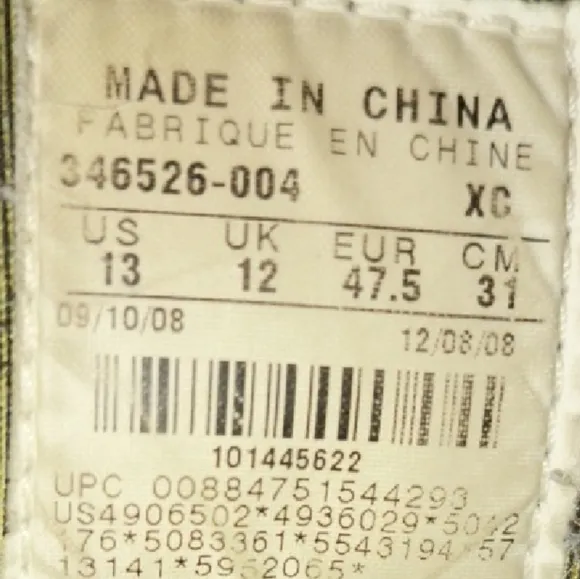 MADE IN CHINA
FABRIQUE EN CHINE
346526-004 XC
US UK EUR CM
13 12 47.5 31
09/10/08 12/08/08
101445622
UPC 00884751544293
US4906502*4936029*5042
176*5083361*5543194*57
13141*5952065*